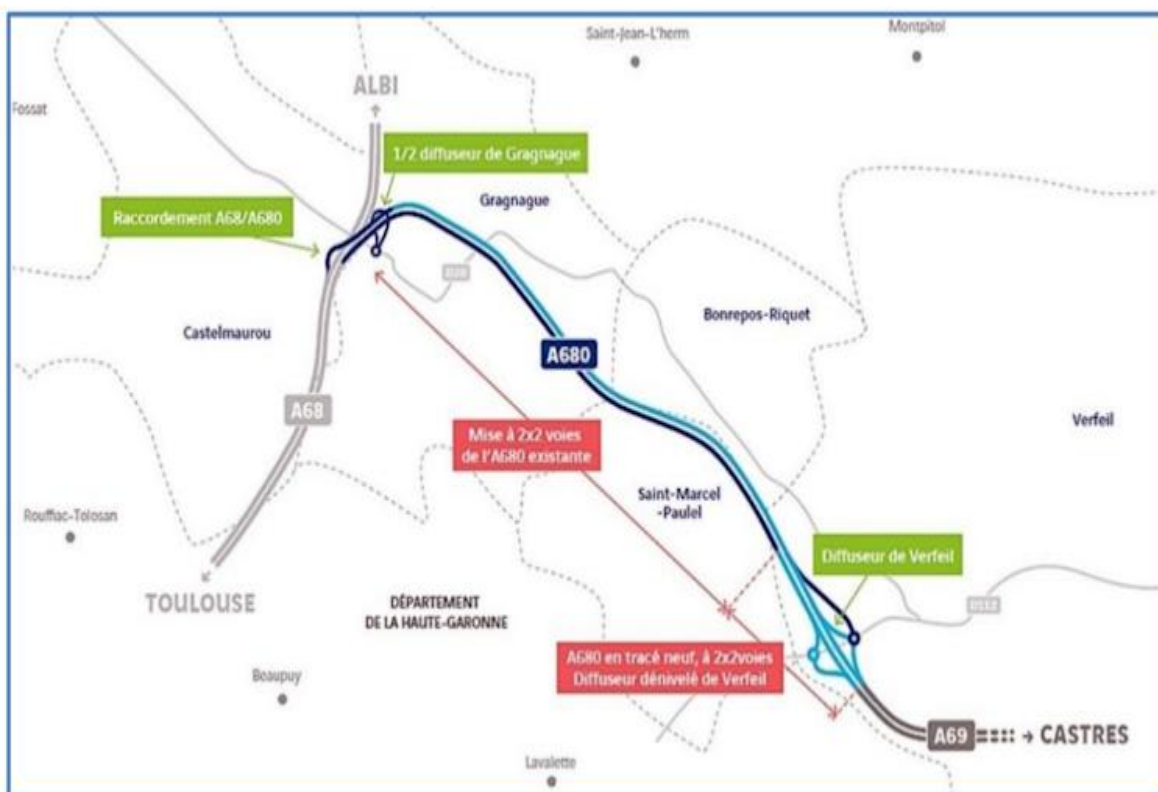 Saint-Jean-L'herm
Montpitol
Fossat
ALBI
1/2 diffuseur de Gragnague
Gragnague
Raccordement A68/A680
D20
Bonrepos-Riquet
Castelmaurou
A680
A68
Verfeil
Mise à 2x2 voies
de l'A680 existante
Saint-Marcel
-Paulel
Rouffiac-Tolosan
Diffuseur de Verfeil
TOULOUSE
DÉPARTEMENT
DE LA HAUTE-GARONNE
D112
A680 en tracé neuf, à 2x2voies
Diffuseur dénivelé de Verfeil
Beaupuy
A69
CASTRES
Lavalette